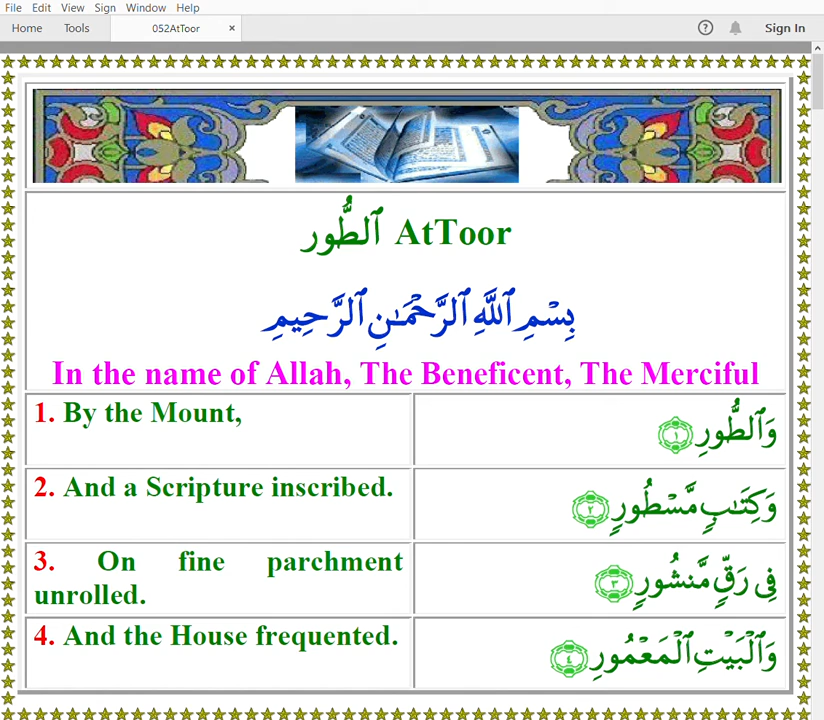 File Edit View Sign Window Help
Home Tools 052AtToor × ? Sign In
ٱلطُّور AtToor
بِسْمِ ٱللَّهِ ٱلرَّحْمَـٰنِ ٱلرَّحِيمِ
In the name of Allah, The Beneficent, The Merciful
1. By the Mount,
وَٱلطُّورِ ١
2. And a Scripture inscribed.
وَكِتَـٰبٍ مَّسْطُورٍ ٢
3. On fine parchment
unrolled.
فِى رَقٍّ مَّنشُورٍ ٣
4. And the House frequented.
وَٱلْبَيْتِ ٱلْمَعْمُورِ ٤